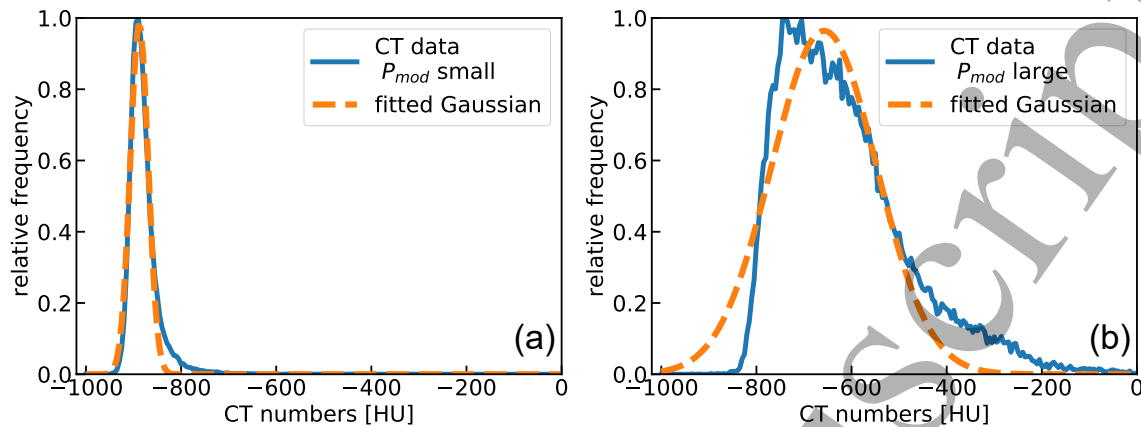 CT data
P_mod small
fitted Gaussian
relative frequency
1.0
0.8
0.6
0.4
0.2
0.0
(a)
−1000 −800 −600 −400 −200 0
CT numbers [HU]
CT data
P_mod large
fitted Gaussian
relative frequency
1.0
0.8
0.6
0.4
0.2
0.0
(b)
−1000 −800 −600 −400 −200 0
CT numbers [HU]